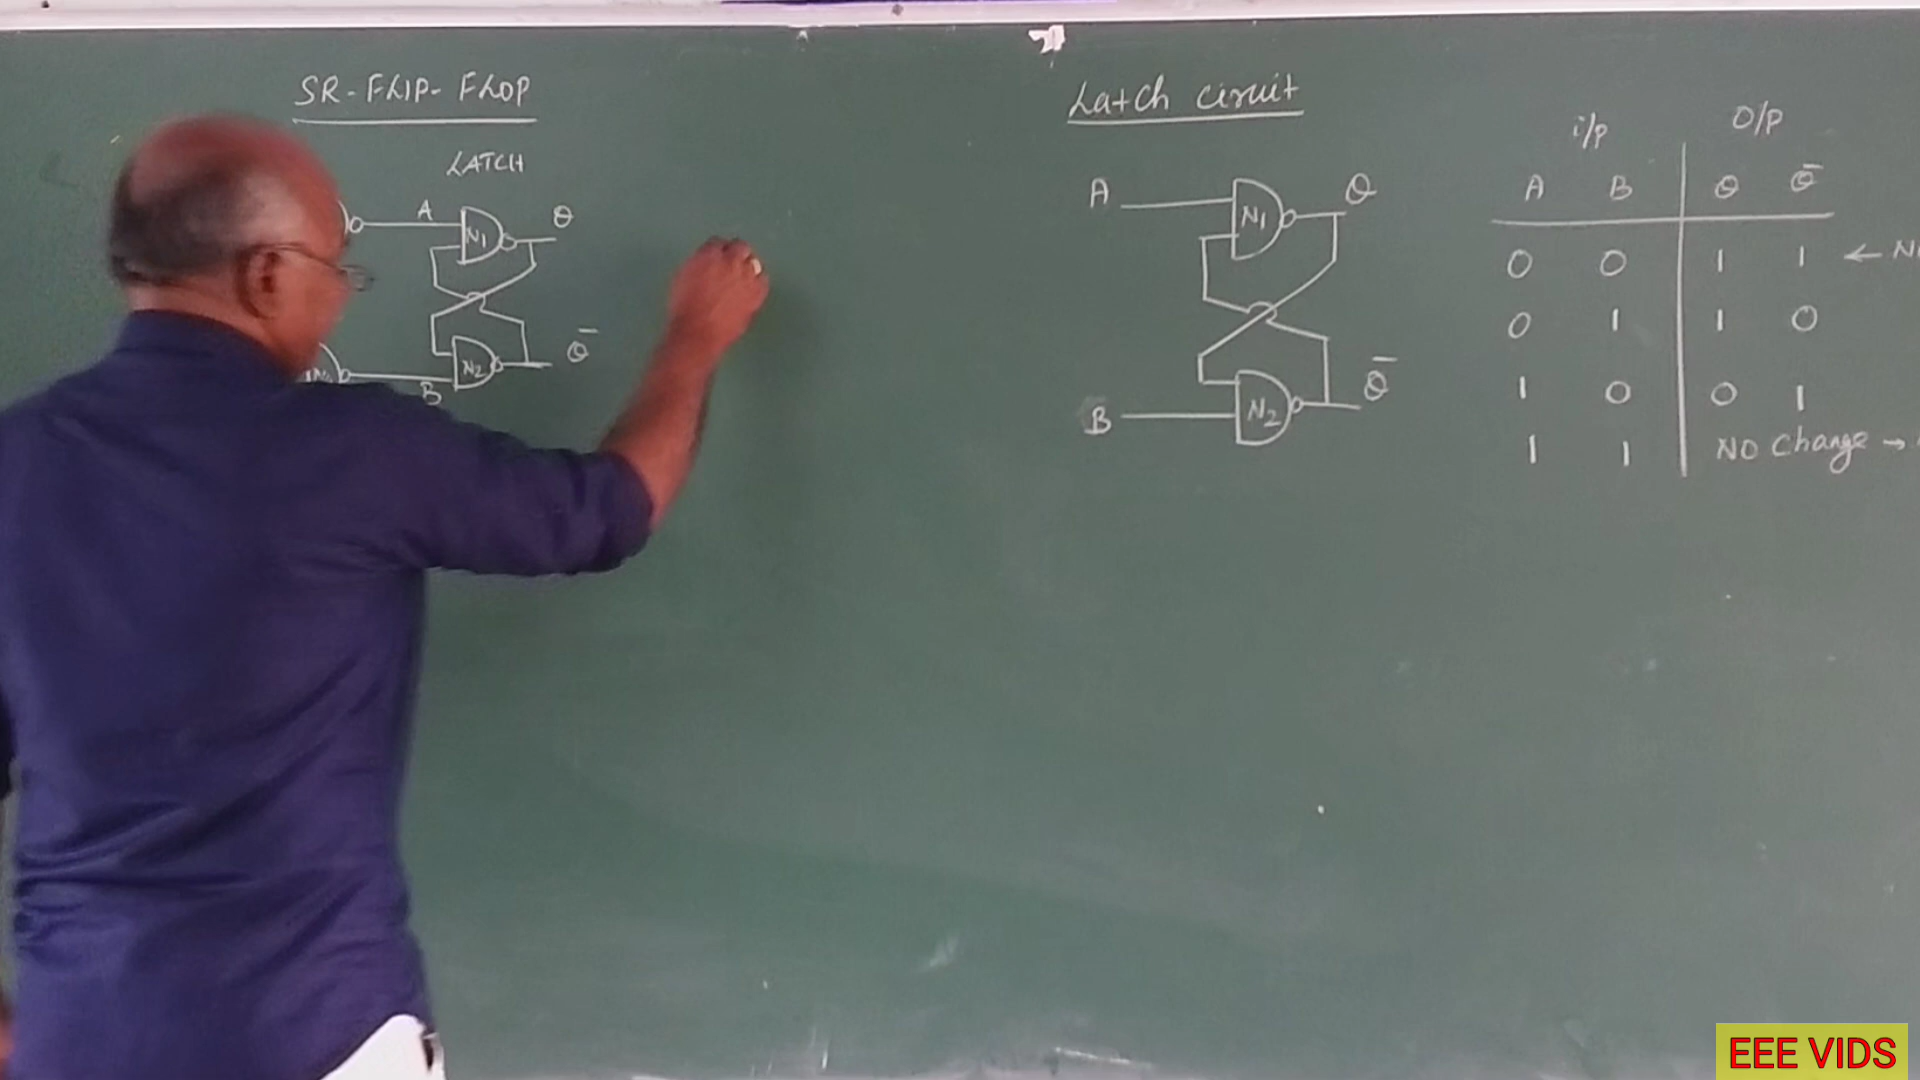 SR-FLIP-FLOP
LATCH
A
N1
Q
N2
Q̅
B
Latch ciruit
A
N1
Q
B
N2
Q̅
i/p O/P
A B Q Q̅
0 0 1 1 ←
0 1 1 0
1 0 0 1
1 1 NO Change →
EEE VIDS